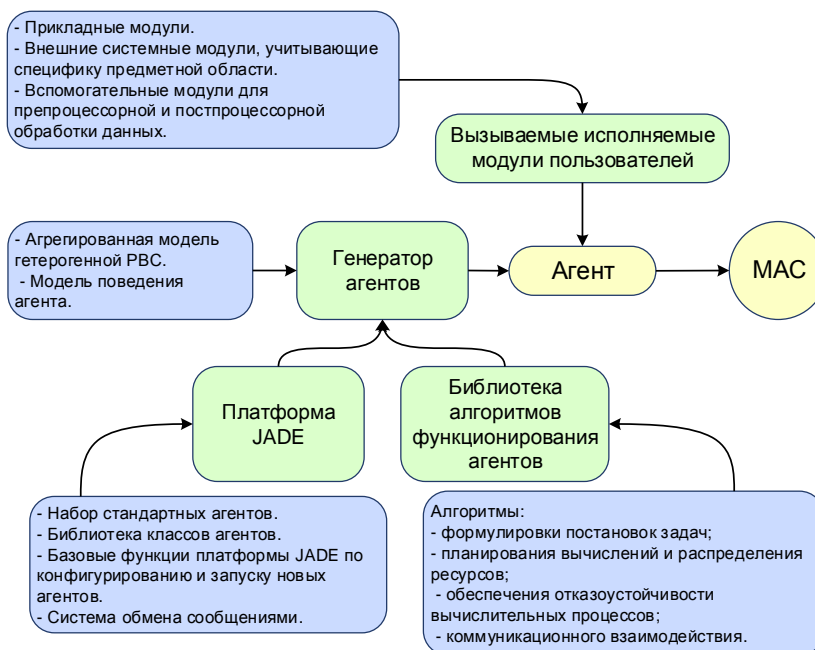 - Прикладные модули.
- Внешние системные модули, учитывающие
специфику предметной области.
- Вспомогательные модули для
препроцессорной и постпроцессорной
обработки данных.
Вызываемые исполняемые
модули пользователей
- Агрегированная модель
гетерогенной РВС.
- Модель поведения
агента.
Генератор
агентов
Агент
МАС
Платформа
JADE
Библиотека
алгоритмов
функционирования
агентов
- Набор стандартных агентов.
- Библиотека классов агентов.
- Базовые функции платформы JADE по
конфигурированию и запуску новых
агентов.
- Система обмена сообщениями.
Алгоритмы:
- формулировки постановок задач;
- планирования вычислений и распределения
ресурсов;
- обеспечения отказоустойчивости
вычислительных процессов;
- коммуникационного взаимодействия.